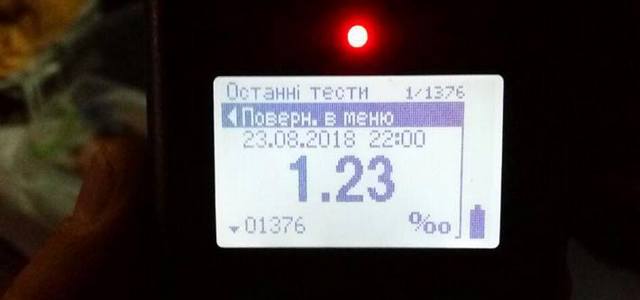 Останні тести 1/1376
Поверн. в меню
23.08.2018 22:00
1.23
01376 ‰